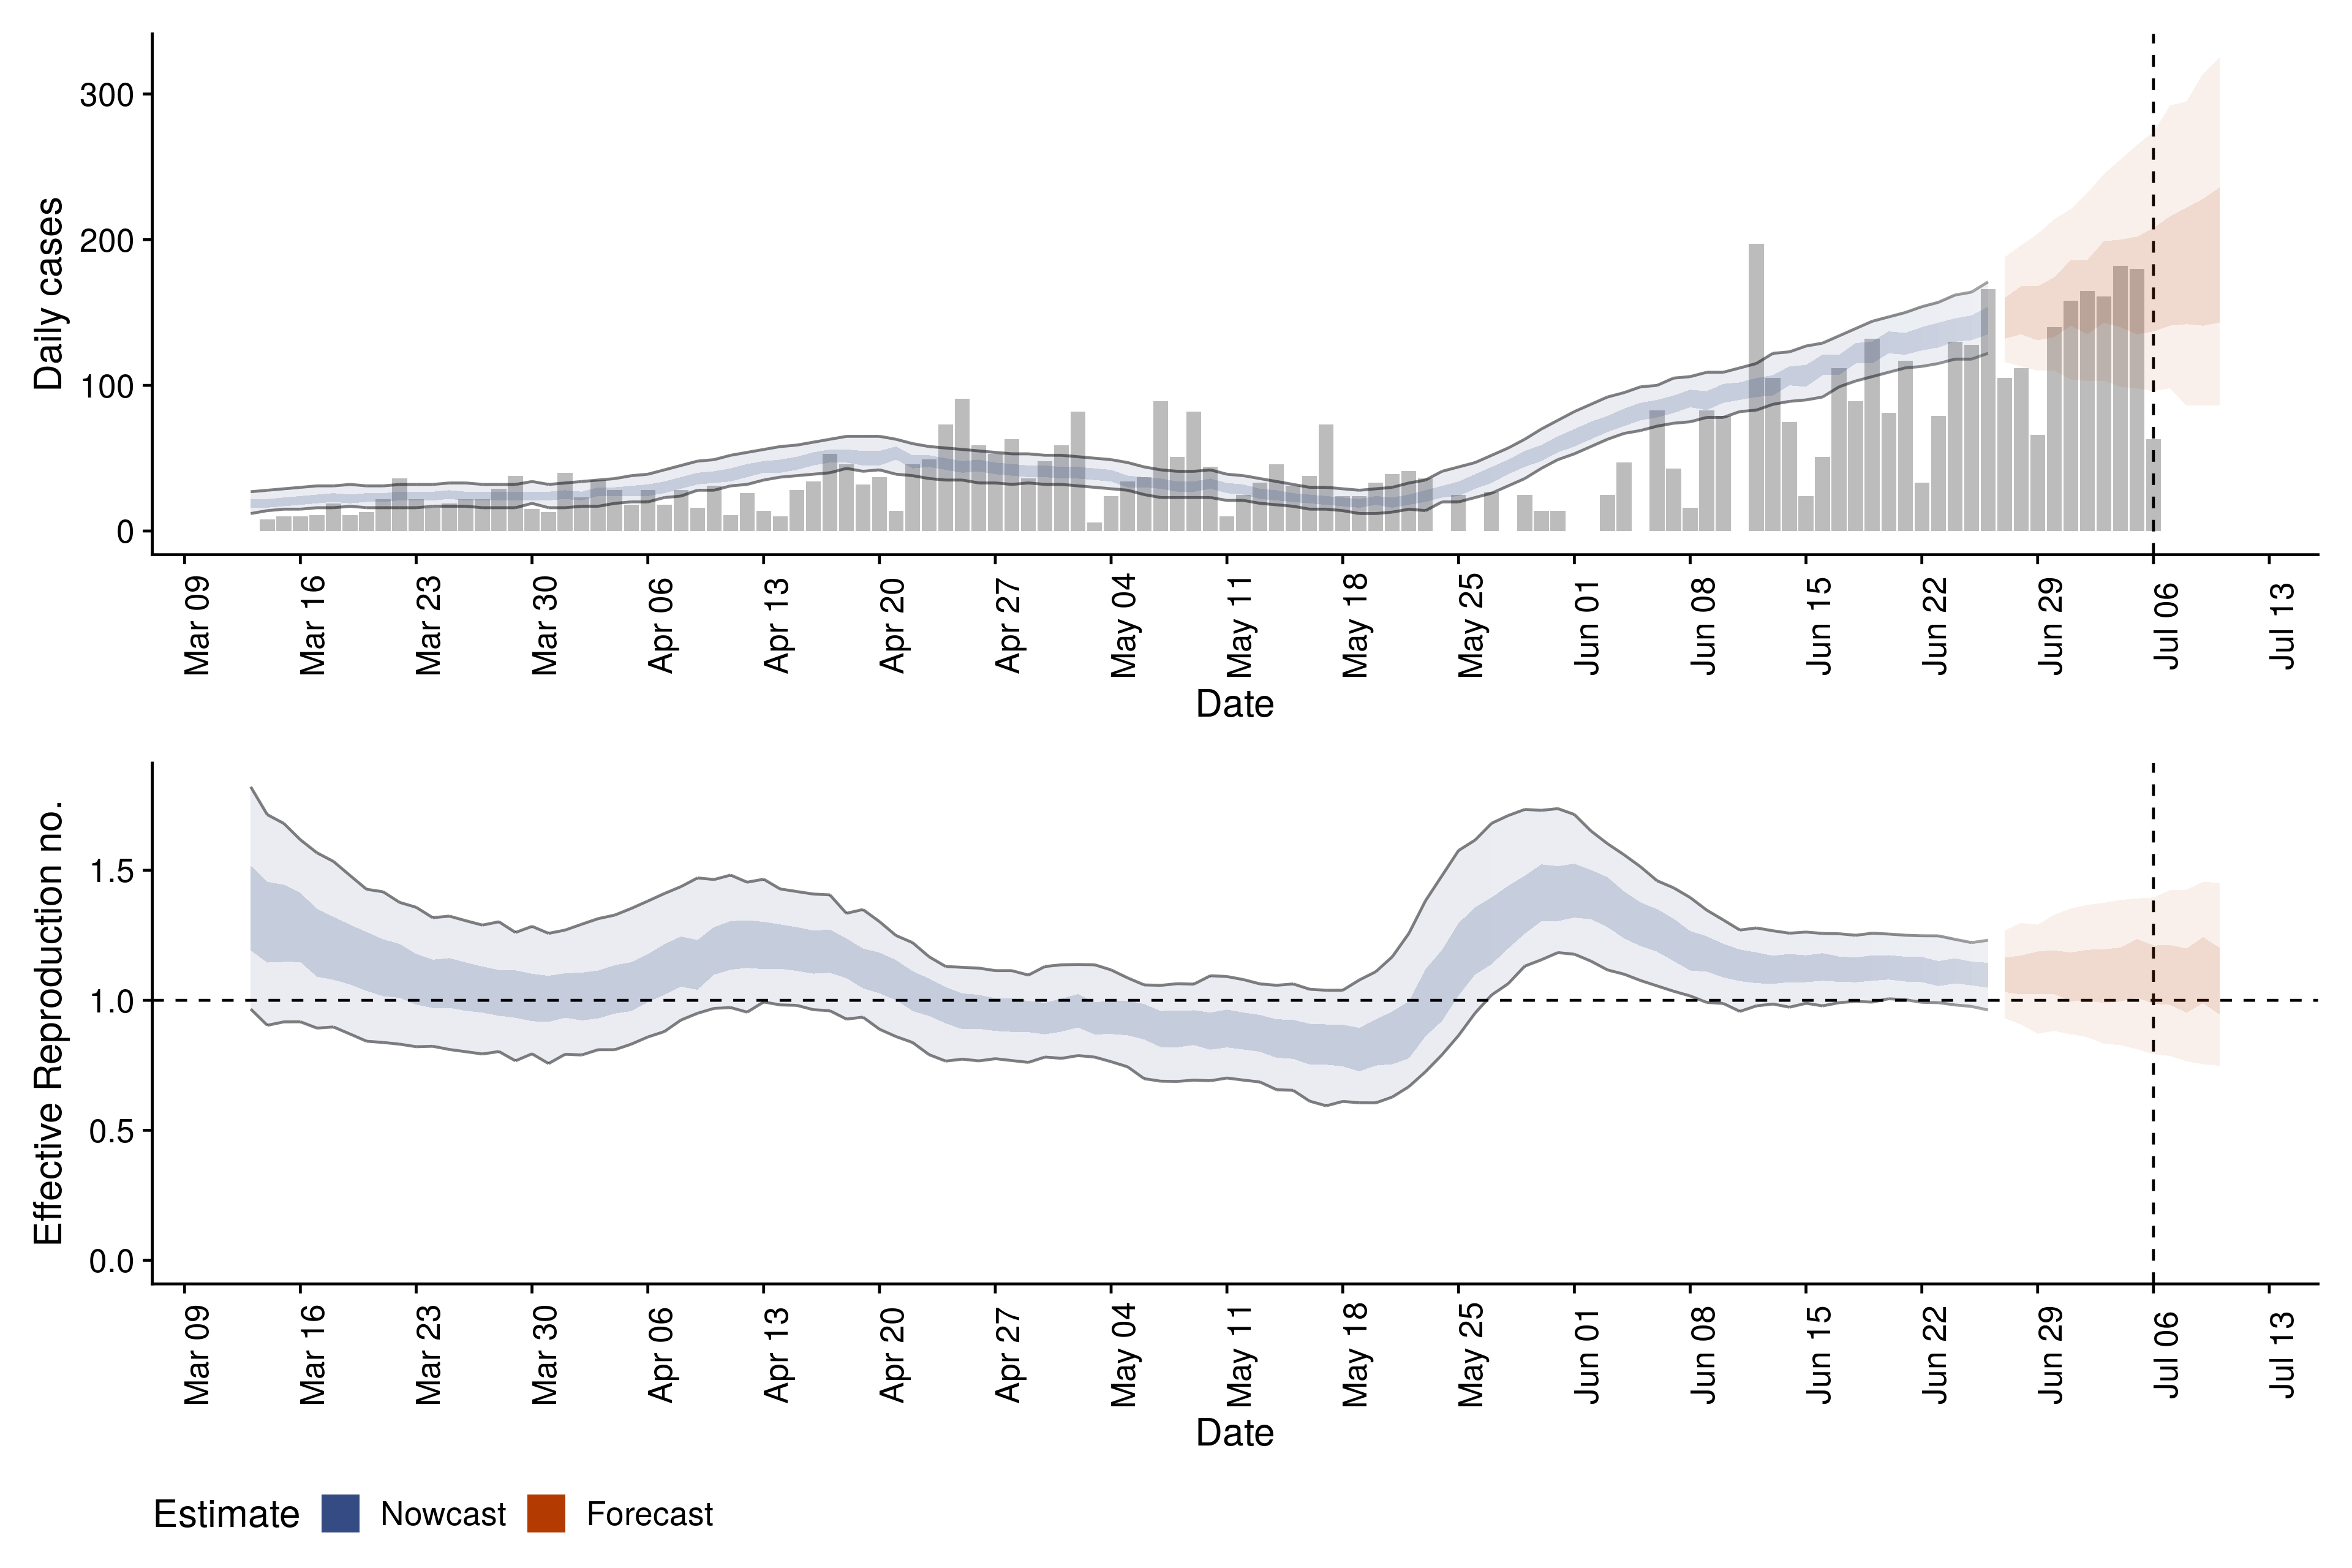 Daily cases
300
200
100
0
Mar 09
Mar 16
Mar 23
Mar 30
Apr 06
Apr 13
Apr 20
Apr 27
May 04
May 11
May 18
May 25
Jun 01
Jun 08
Jun 15
Jun 22
Jun 29
Jul 06
Jul 13
Date
Effective Reproduction no.
1.5
1.0
0.5
0.0
Mar 09
Mar 16
Mar 23
Mar 30
Apr 06
Apr 13
Apr 20
Apr 27
May 04
May 11
May 18
May 25
Jun 01
Jun 08
Jun 15
Jun 22
Jun 29
Jul 06
Jul 13
Date
Estimate Nowcast Forecast